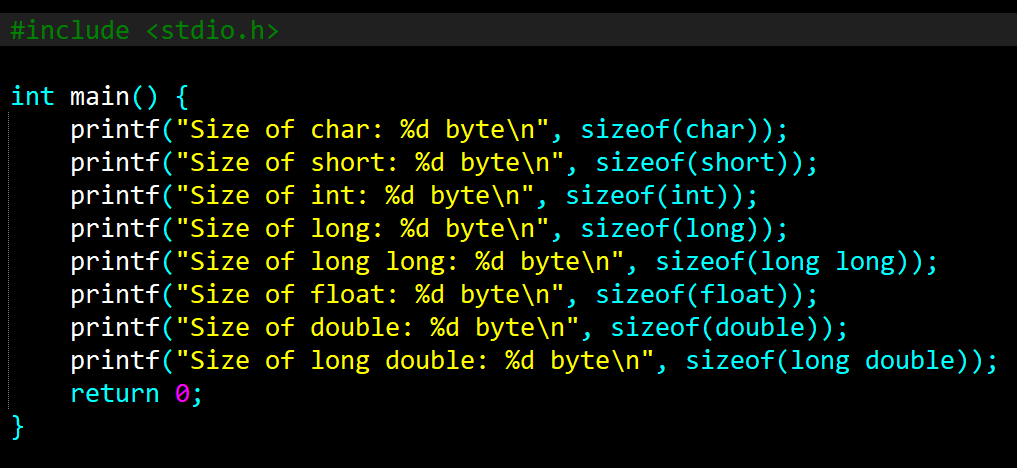 #include <stdio.h>
int main() {
    printf("Size of char: %d byte\n", sizeof(char));
    printf("Size of short: %d byte\n", sizeof(short));
    printf("Size of int: %d byte\n", sizeof(int));
    printf("Size of long: %d byte\n", sizeof(long));
    printf("Size of long long: %d byte\n", sizeof(long long));
    printf("Size of float: %d byte\n", sizeof(float));
    printf("Size of double: %d byte\n", sizeof(double));
    printf("Size of long double: %d byte\n", sizeof(long double));
    return 0;
}